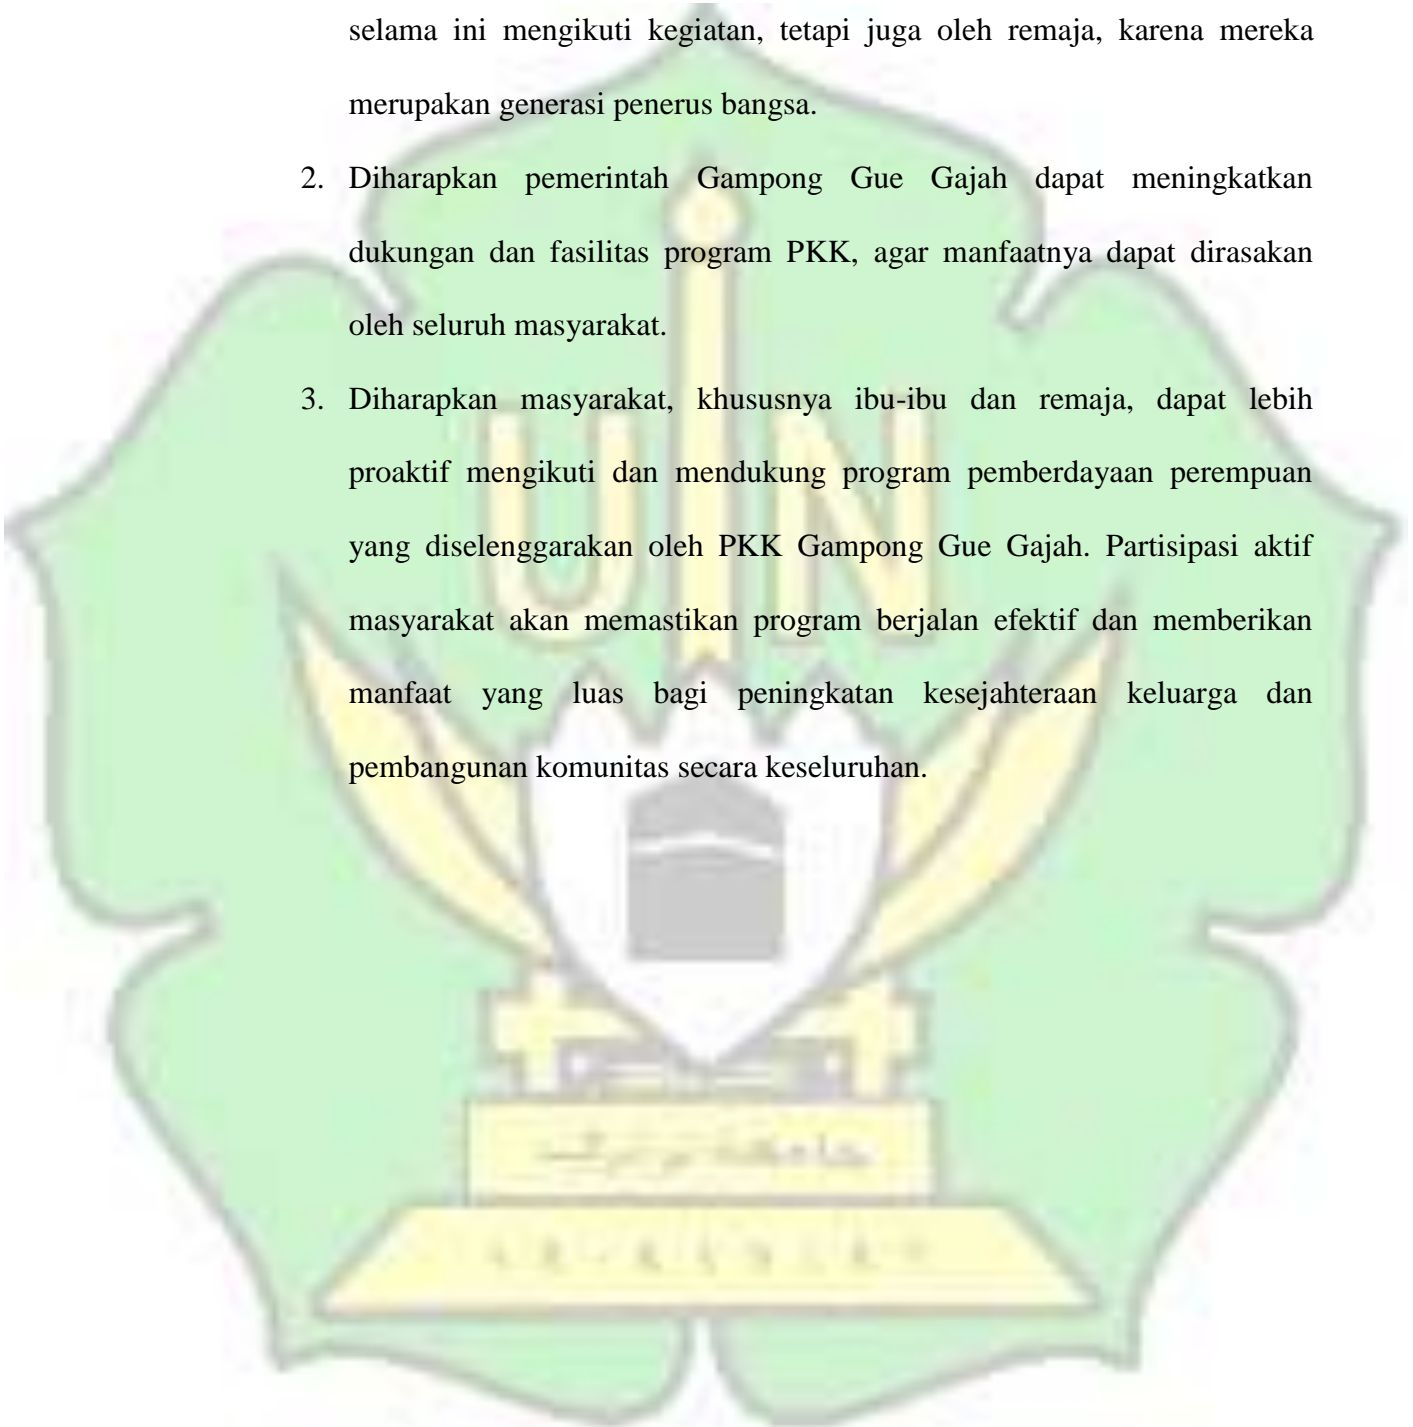 selama ini mengikuti kegiatan, tetapi juga oleh remaja, karena mereka
merupakan generasi penerus bangsa.
2. Diharapkan pemerintah Gampong Gue Gajah dapat meningkatkan
dukungan dan fasilitas program PKK, agar manfaatnya dapat dirasakan
oleh seluruh masyarakat.
3. Diharapkan masyarakat, khususnya ibu-ibu dan remaja, dapat lebih
proaktif mengikuti dan mendukung program pemberdayaan perempuan
yang diselenggarakan oleh PKK Gampong Gue Gajah. Partisipasi aktif
masyarakat akan memastikan program berjalan efektif dan memberikan
manfaat yang luas bagi peningkatan kesejahteraan keluarga dan
pembangunan komunitas secara keseluruhan.
UIN
AR-RANIRY